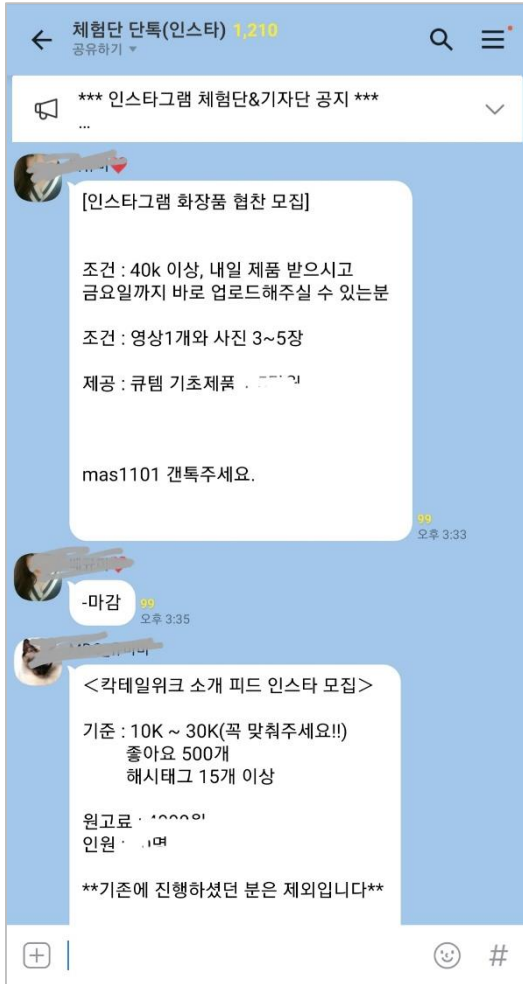 체험단 단톡(인스타) 1,210
공유하기
*** 인스타그램 체험단&기자단 공지 ***
...
[인스타그램 화장품 협찬 모집]
조건 : 40k 이상, 내일 제품 받으시고
금요일까지 바로 업로드해주실 수 있는분
조건 : 영상1개와 사진 3~5장
제공 : 큐템 기초제품
mas1101 갠톡주세요.
99
오후 3:33
-마감
99
오후 3:35
<칵테일위크 소개 피드 인스타 모집>
기준 : 10K ~ 30K(꼭 맞춰주세요!!)
좋아요 500개
해시태그 15개 이상
원고료 :
인원 : 명
**기존에 진행하셨던 분은 제외입니다**
#